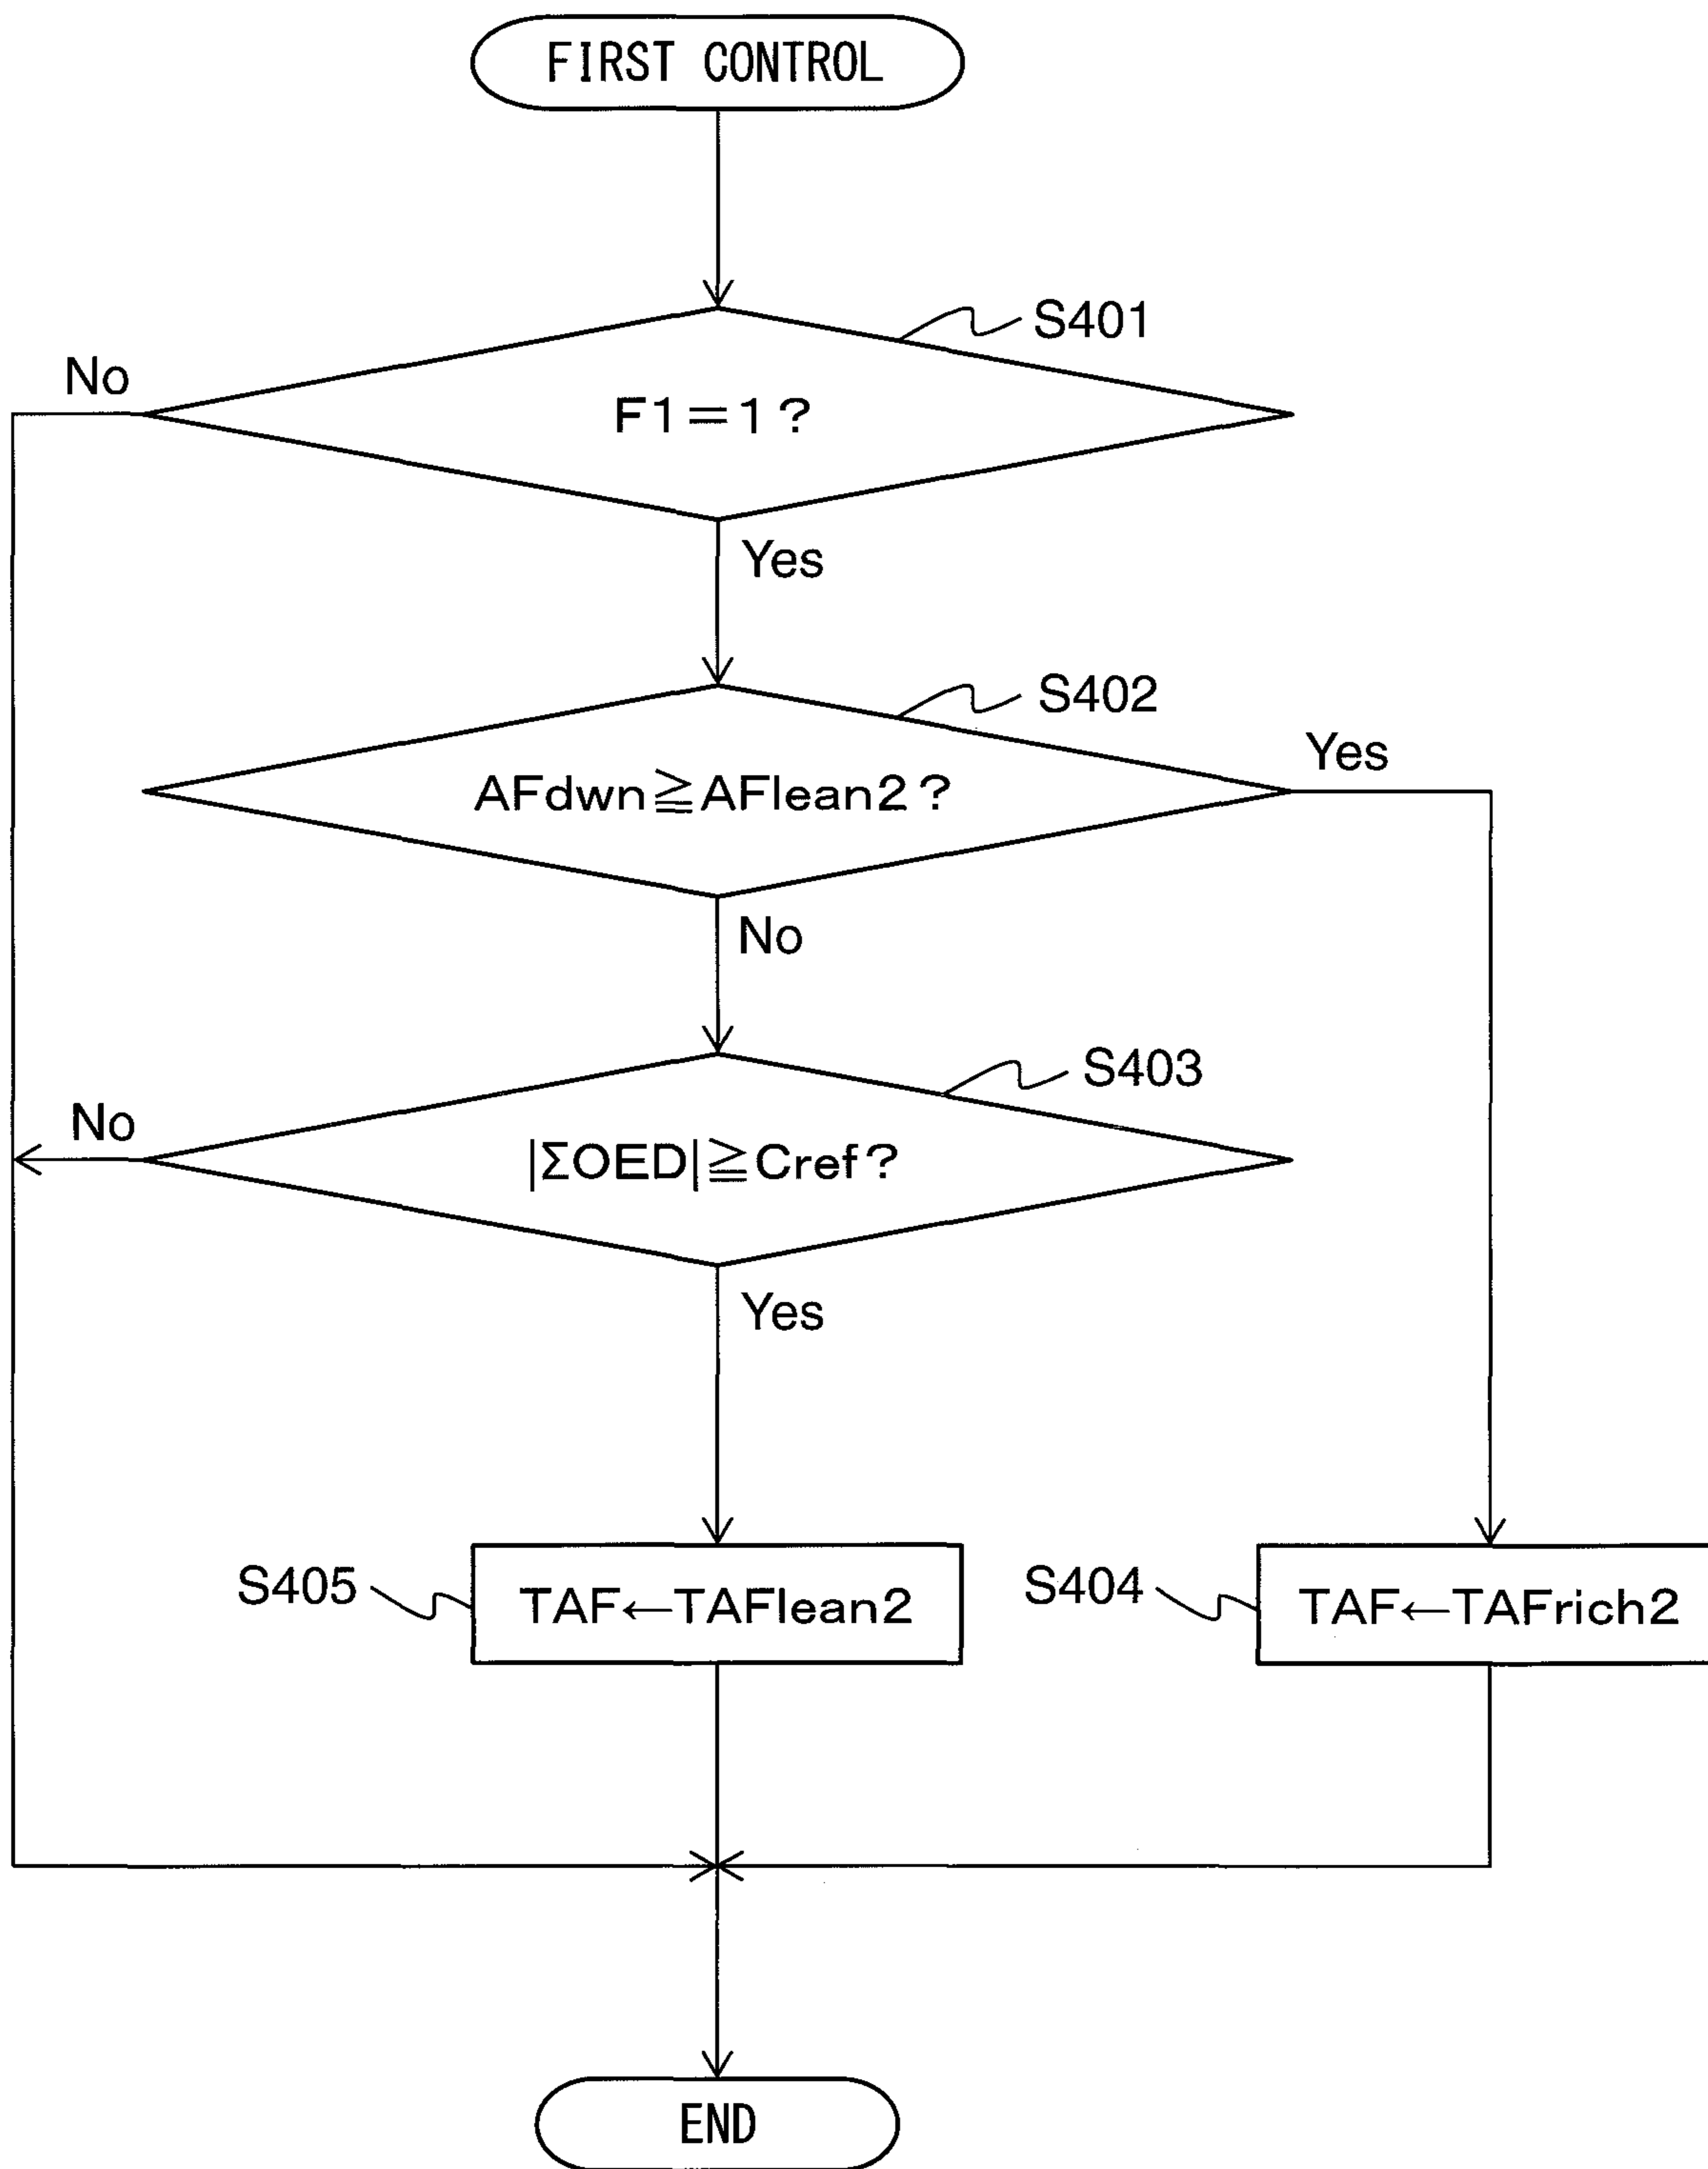 FIRST CONTROL
S401
No
F1=1?
Yes
S402
Yes
AFdwn≧AFlean2?
No
S403
No
|ΣOED|≧Cref?
Yes
S405
TAF←TAFlean2
S404
TAF←TAFrich2
END